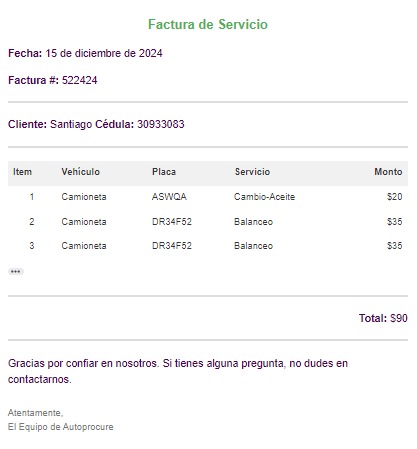 Factura de Servicio
Fecha: 15 de diciembre de 2024
Factura #: 522424
Cliente: Santiago Cédula: 30933083
Item Vehículo Placa Servicio Monto
1 Camioneta ASWQA Cambio-Aceite $20
2 Camioneta DR34F52 Balanceo $35
3 Camioneta DR34F52 Balanceo $35
•••
Total: $90
Gracias por confiar en nosotros. Si tienes alguna pregunta, no dudes en
contactarnos.
Atentamente,
El Equipo de Autoprocure